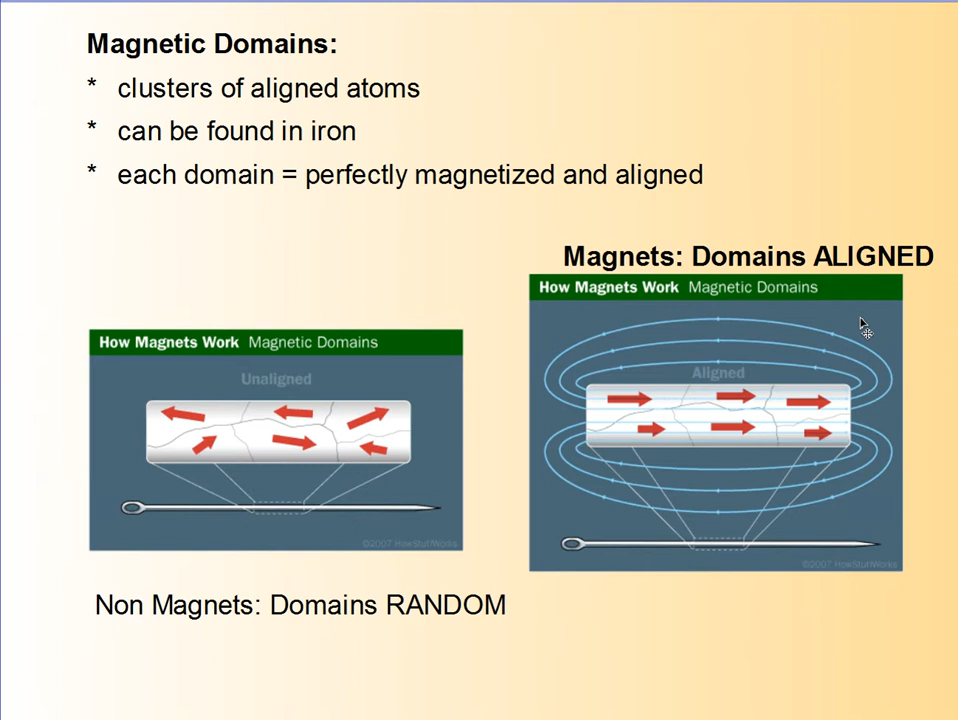 Magnetic Domains:
* clusters of aligned atoms
* can be found in iron
* each domain = perfectly magnetized and aligned
Magnets: Domains ALIGNED
How Magnets Work Magnetic Domains
Aligned
©2007 HowStuffWorks
How Magnets Work Magnetic Domains
Unaligned
©2007 HowStuffWorks
Non Magnets: Domains RANDOM